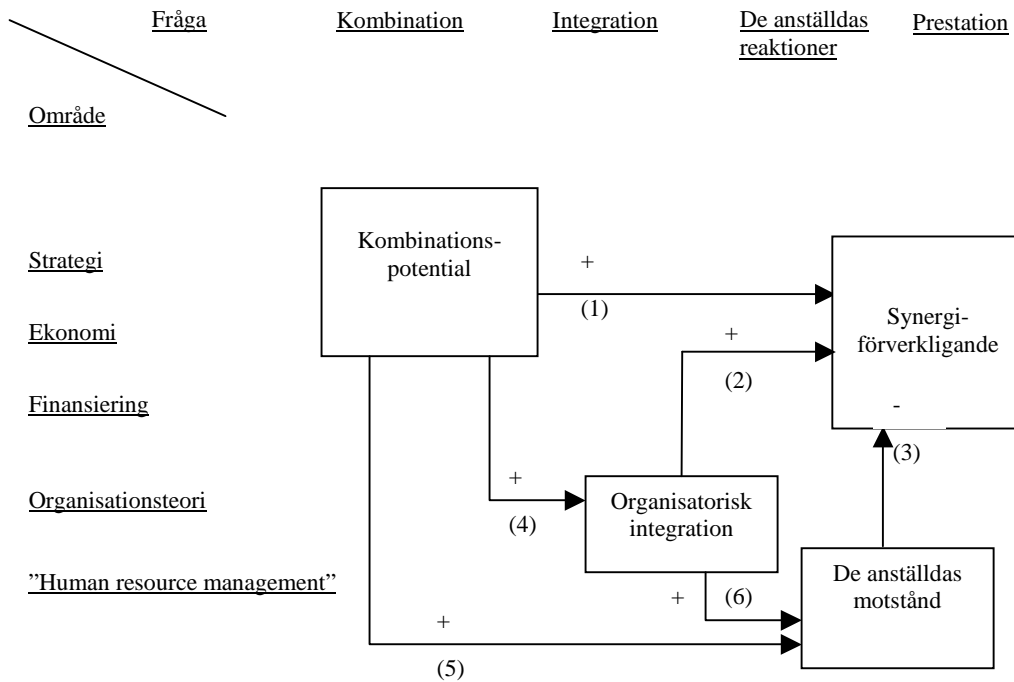 Fråga
Kombination
Integration
De anställdas
reaktioner
Prestation
Område
Kombinations-
potential
Strategi
+
(1)
Synergi-
förverkligande
Ekonomi
+
(2)
Finansiering
-
(3)
Organisationsteori
+
(4)
Organisatorisk
integration
”Human resource management”
De anställdas
motstånd
+
(6)
+
(5)